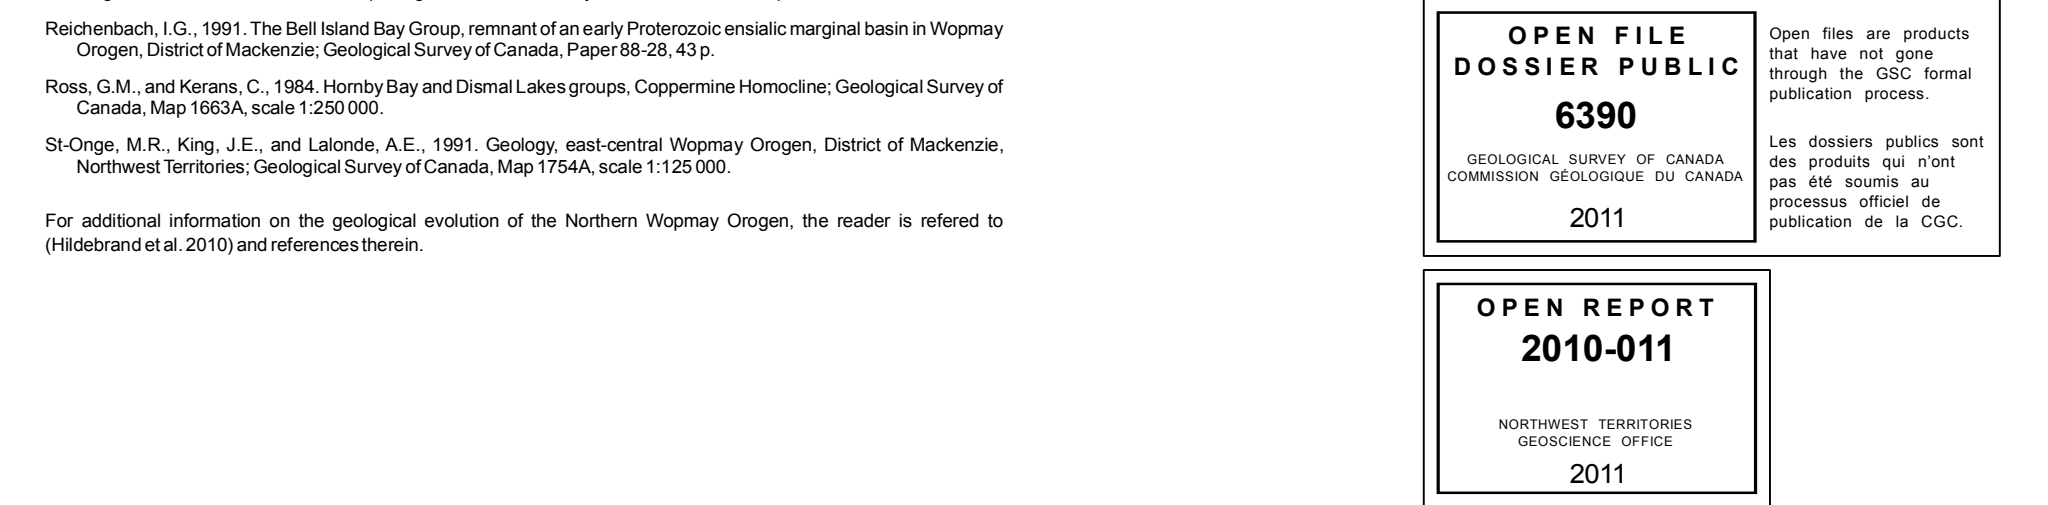 Reichenbach, I.G., 1991. The Bell Island Bay Group, remnant of an early Proterozoic ensialic marginal basin in Wopmay
Orogen, District of Mackenzie; Geological Survey of Canada, Paper 88-28, 43 p.
Ross, G.M., and Kerans, C., 1984. Hornby Bay and Dismal Lakes groups, Coppermine Homocline; Geological Survey of
Canada, Map 1663A, scale 1:250 000.
St-Onge, M.R., King, J.E., and Lalonde, A.E., 1991. Geology, east-central Wopmay Orogen, District of Mackenzie,
Northwest Territories; Geological Survey of Canada, Map 1754A, scale 1:125 000.
For additional information on the geological evolution of the Northern Wopmay Orogen, the reader is refered to
(Hildebrand et al. 2010) and references therein.
OPEN FILE
DOSSIER PUBLIC
6390
GEOLOGICAL SURVEY OF CANADA
COMMISSION GÉOLOGIQUE DU CANADA
2011
Open files are products
that have not gone
through the GSC formal
publication process.
Les dossiers publics sont
des produits qui n'ont
pas été soumis au
processus officiel de
publication de la CGC.
OPEN REPORT
2010-011
NORTHWEST TERRITORIES
GEOSCIENCE OFFICE
2011